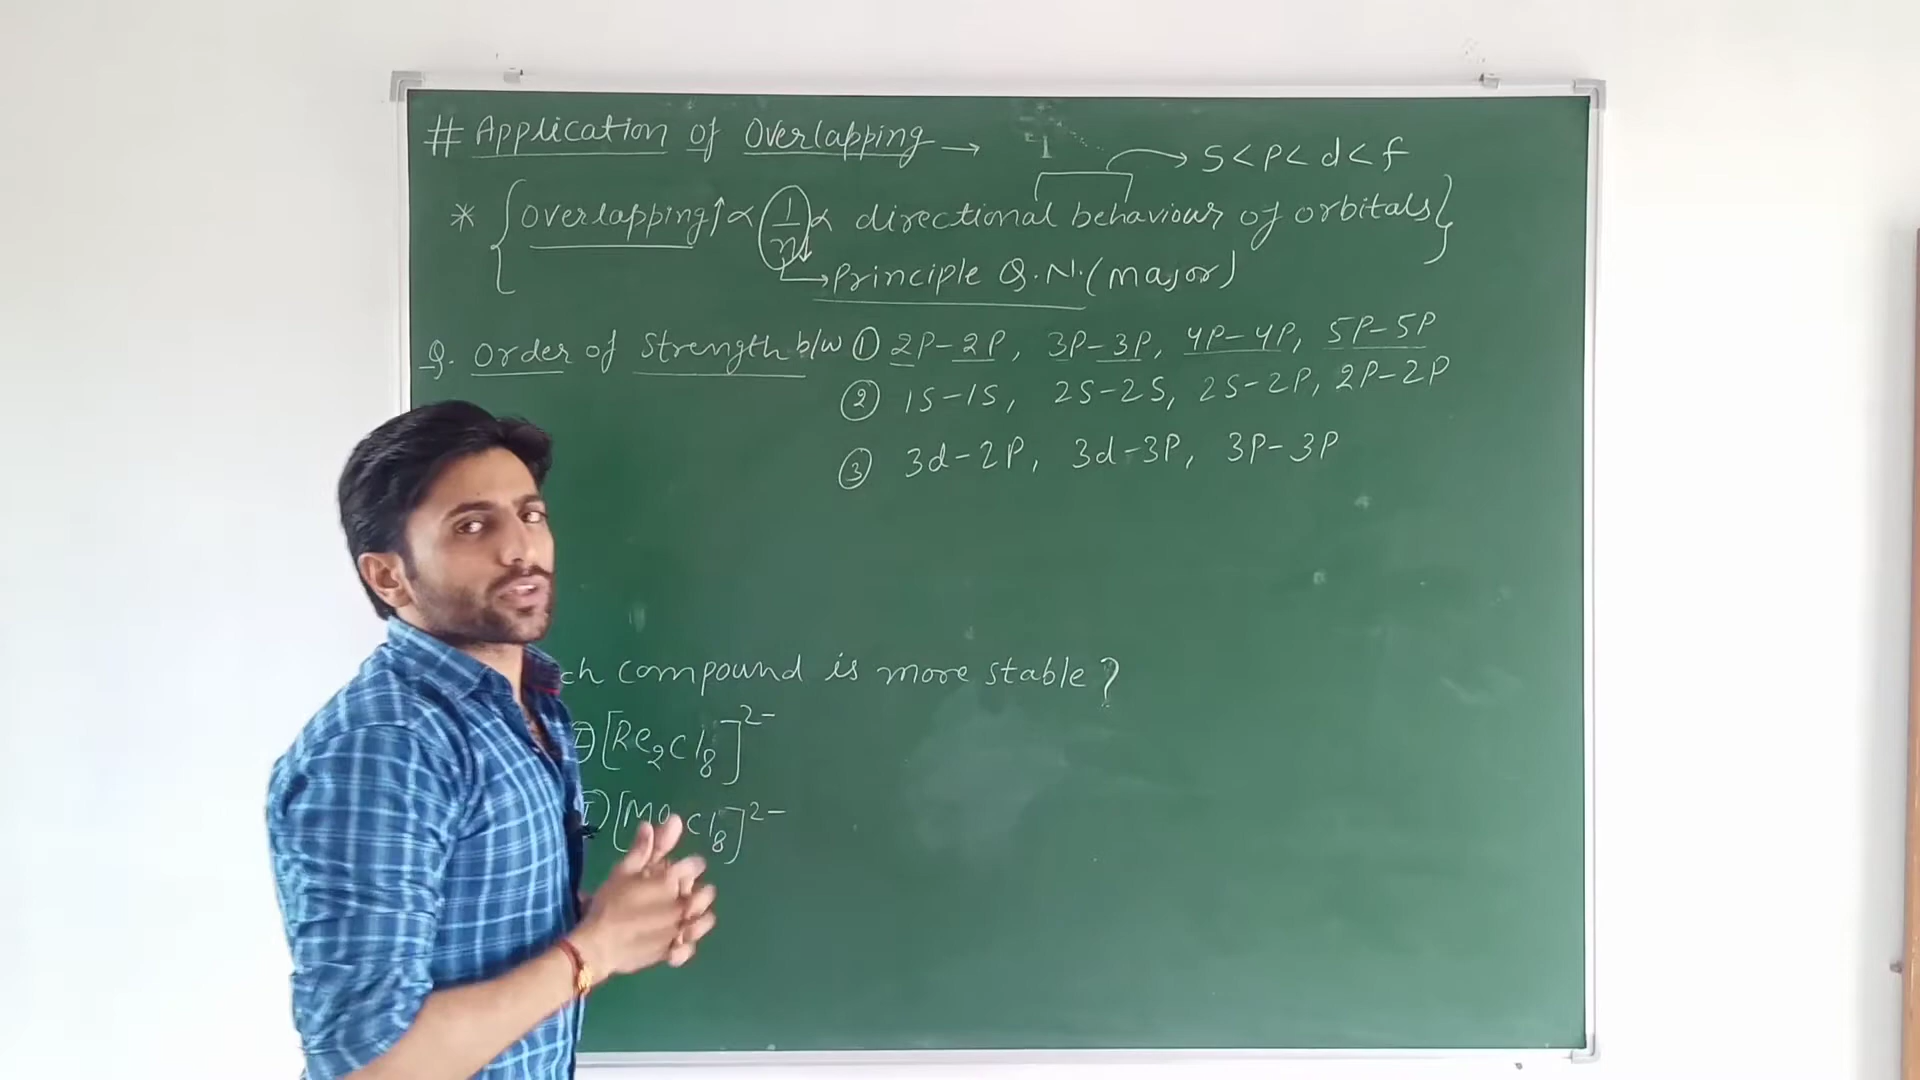 # Application of Overlapping → S < P < d < f
* { Overlapping ↑ ∝ 1/n ↓ ∝ directional behaviour of orbitals }
→ Principle Q.N. (major)
Q. Order of Strength b/w ① 2P-2P, 3P-3P, 4P-4P, 5P-5P
② 1S-1S, 2S-2S, 2S-2P, 2P-2P
③ 3d-2P, 3d-3P, 3P-3P
ch compound is more stable?
[Re₂Cl₈]²⁻
[Mo Cl₈]²⁻